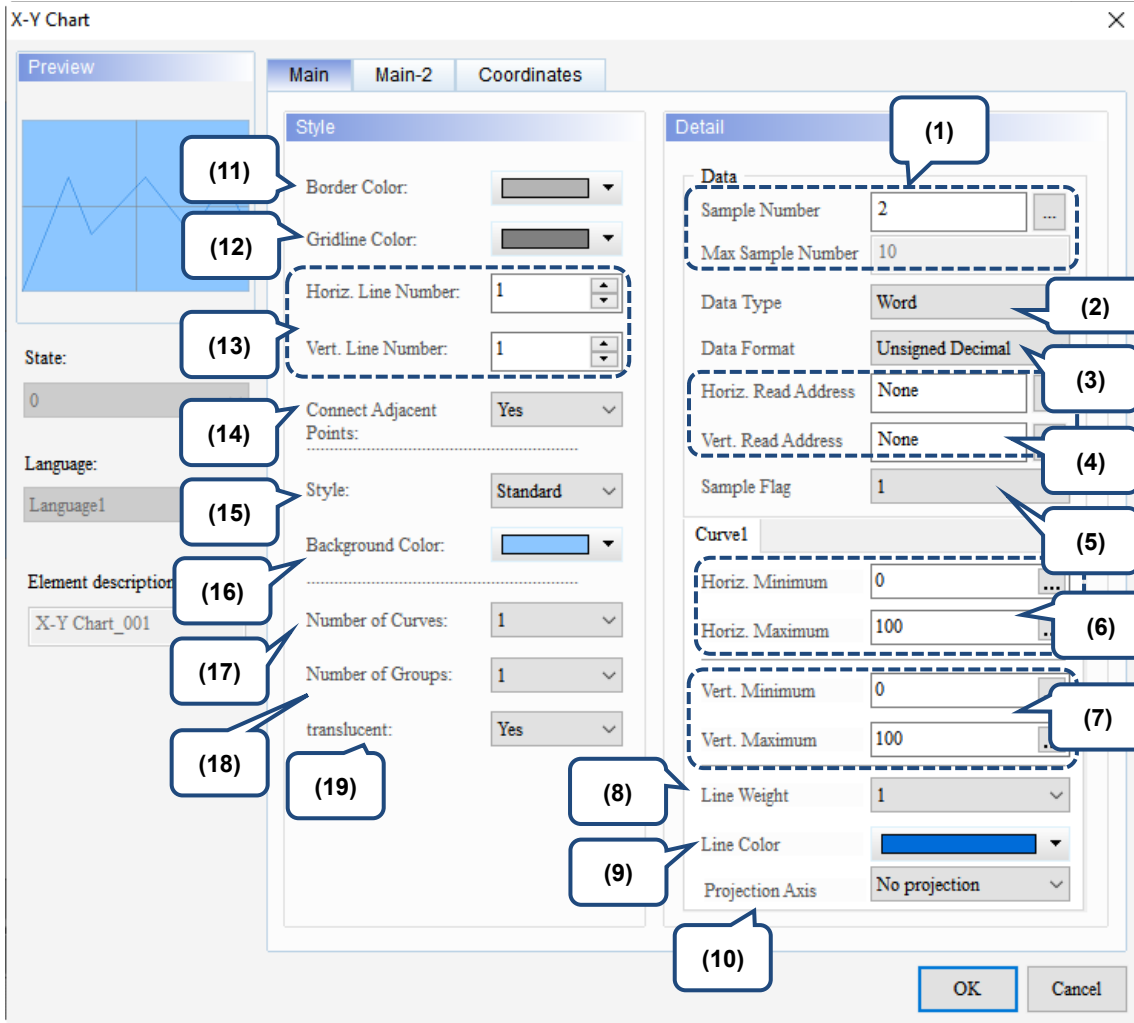 X-Y Chart
Preview
Main
Main-2
Coordinates
State:
0
Language:
Language1
Element description
X-Y Chart_001
Style
(11)
Border Color:
(12)
Gridline Color:
(13)
Horiz. Line Number:
1
Vert. Line Number:
1
(14)
Connect Adjacent
Points:
Yes
(15)
Style:
Standard
(16)
Background Color:
(17)
Number of Curves:
1
(18)
Number of Groups:
1
translucent:
Yes
(19)
Detail
(1)
Data
Sample Number
2
...
Max Sample Number
10
Data Type
Word
(2)
Data Format
Unsigned Decimal
(3)
Horiz. Read Address
None
Vert. Read Address
None
(4)
Sample Flag
1
(5)
Curve1
Horiz. Minimum
0
...
Horiz. Maximum
100
(6)
Vert. Minimum
0
Vert. Maximum
100
(7)
(8)
Line Weight
1
(9)
Line Color
Projection Axis
No projection
(10)
OK
Cancel